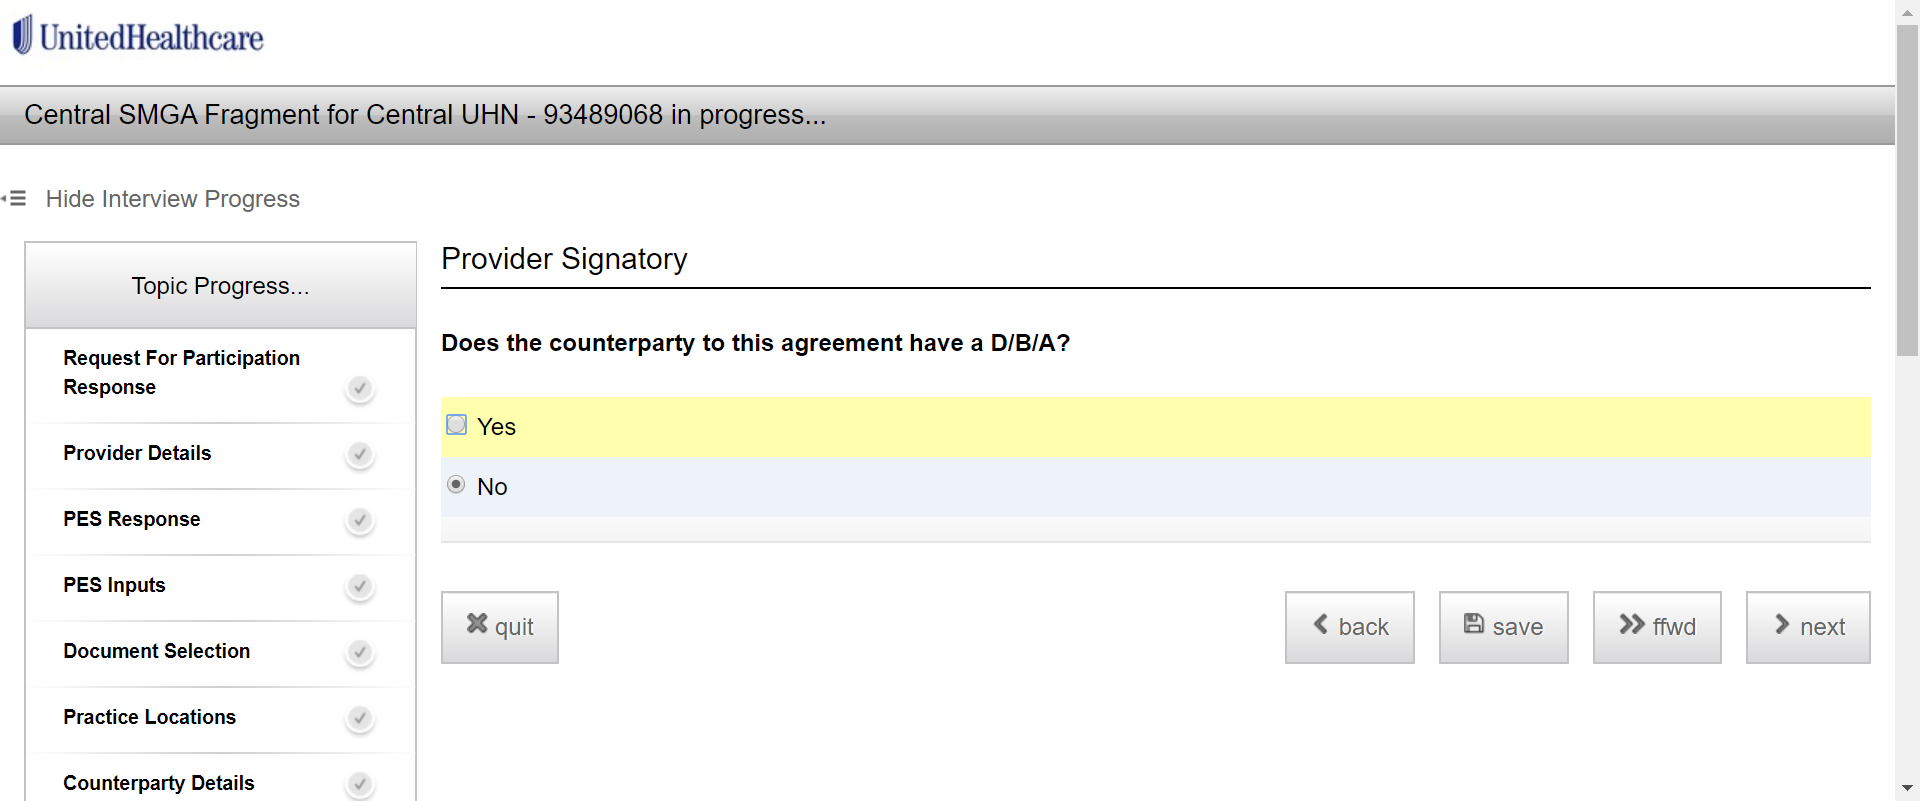 UnitedHealthcare
Central SMGA Fragment for Central UHN - 93489068 in progress...
Hide Interview Progress
Topic Progress...
Request For Participation
Response
Provider Details
PES Response
PES Inputs
Document Selection
Practice Locations
Counterparty Details
Provider Signatory
Does the counterparty to this agreement have a D/B/A?
Yes
No
quit
back
save
ffwd
next